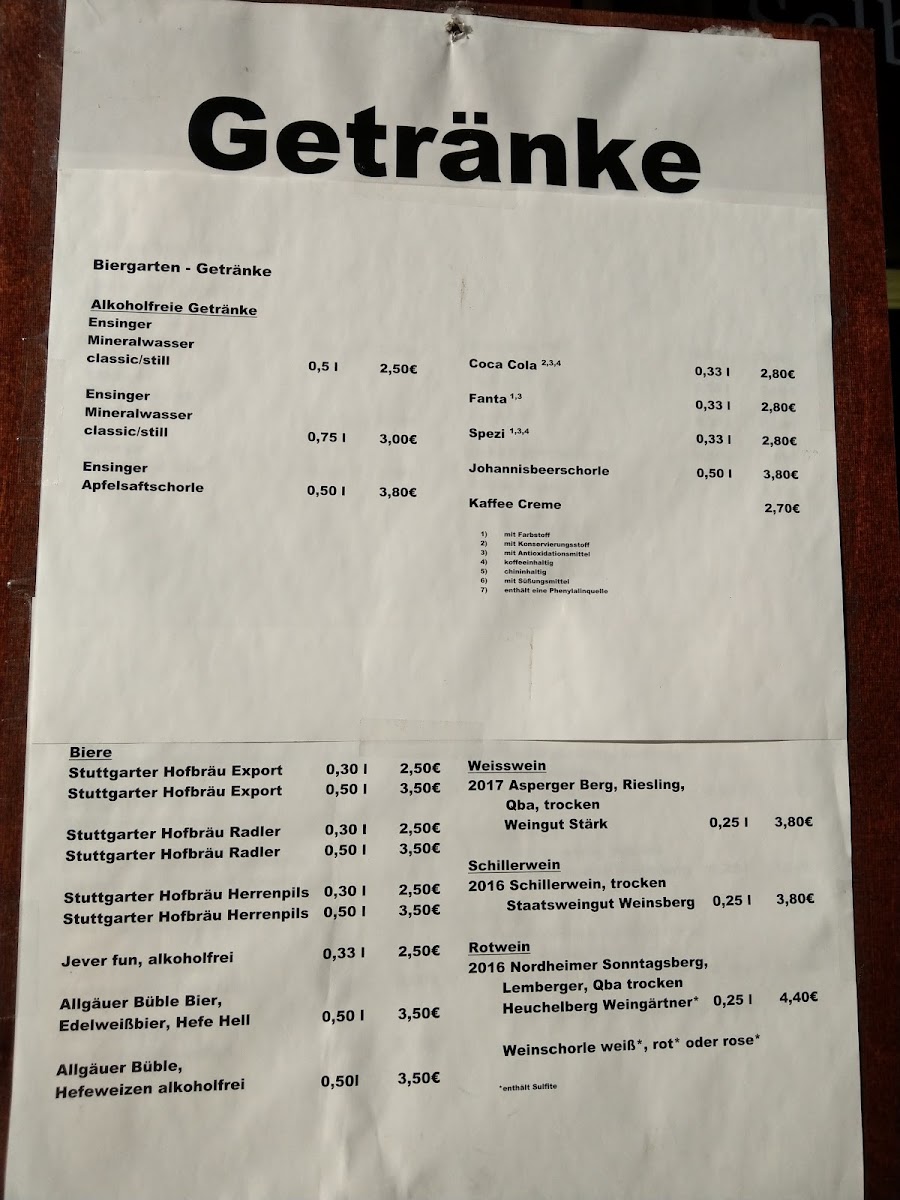 Getränke
Biergarten - Getränke
Alkoholfreie Getränke
Ensinger
Mineralwasser
classic/still 0,5 l 2,50€
Ensinger
Mineralwasser
classic/still 0,75 l 3,00€
Ensinger
Apfelsaftschorle 0,50 l 3,80€
Coca Cola 2,3,4 0,33 l 2,80€
Fanta 1,3 0,33 l 2,80€
Spezi 1,3,4 0,33 l 2,80€
Johannisbeerschorle 0,50 l 3,80€
Kaffee Creme 2,70€
1) mit Farbstoff
2) mit Konservierungsstoff
3) mit Antioxidationsmittel
4) koffeeinhaltig
5) chininhaltig
6) mit Süßungsmittel
7) enthält eine Phenylalinquelle
Biere
Stuttgarter Hofbräu Export 0,30 l 2,50€
Stuttgarter Hofbräu Export 0,50 l 3,50€
Stuttgarter Hofbräu Radler 0,30 l 2,50€
Stuttgarter Hofbräu Radler 0,50 l 3,50€
Stuttgarter Hofbräu Herrenpils 0,30 l 2,50€
Stuttgarter Hofbräu Herrenpils 0,50 l 3,50€
Jever fun, alkoholfrei 0,33 l 2,50€
Allgäuer Büble Bier,
Edelweißbier, Hefe Hell 0,50 l 3,50€
Allgäuer Büble,
Hefeweizen alkoholfrei 0,50l 3,50€
Weisswein
2017 Asperger Berg, Riesling,
Qba, trocken
Weingut Stärk 0,25 l 3,80€
Schillerwein
2016 Schillerwein, trocken
Staatsweingut Weinsberg 0,25 l 3,80€
Rotwein
2016 Nordheimer Sonntagsberg,
Lemberger, Qba trocken
Heuchelberg Weingärtner* 0,25 l 4,40€
Weinschorle weiß*, rot* oder rose*
*enthält Sulfite